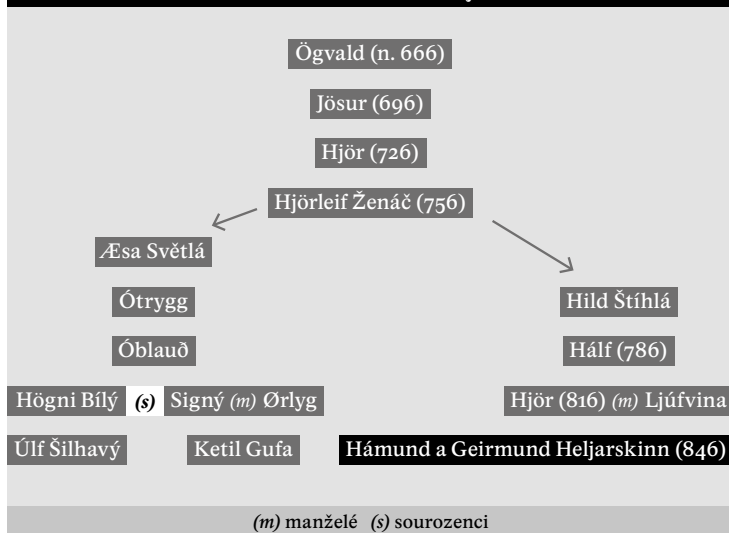 Ögvald (n. 666)
Jösur (696)
Hjör (726)
Hjörleif Ženáč (756)
Æsa Světlá
Ótrygg Hild Štíhlá
Óblauð Hálf (786)
Högni Bílý (s) Signý (m) Ørlyg Hjör (816) (m) Ljúfvina
Úlf Šilhavý Ketil Gufa Hámund a Geirmund Heljarskinn (846)
(m) manželé (s) sourozenci